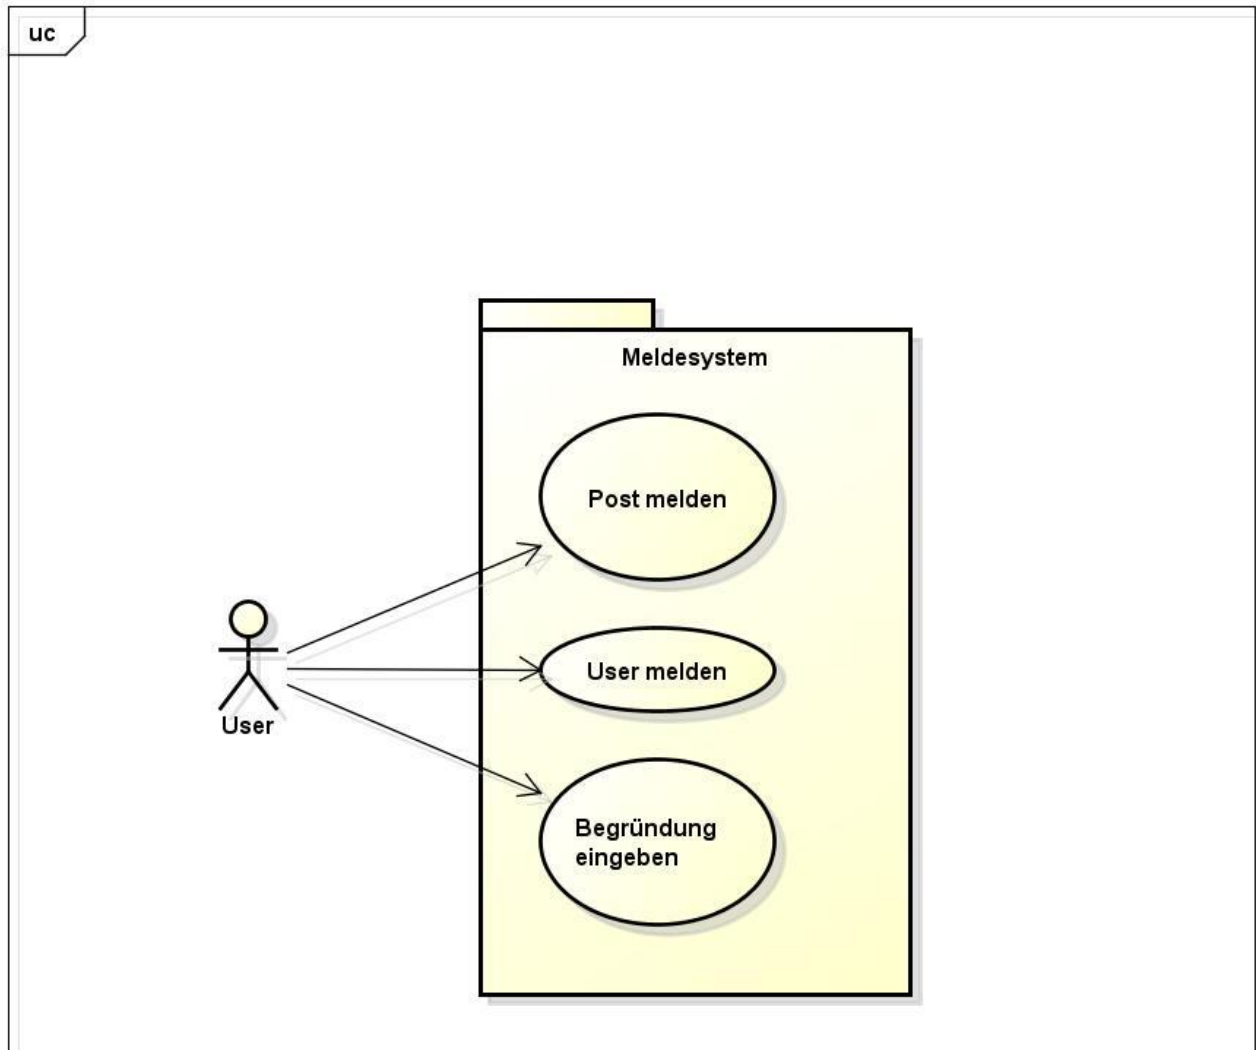 uc
Meldesystem
Post melden
User melden
User
Begründung
eingeben